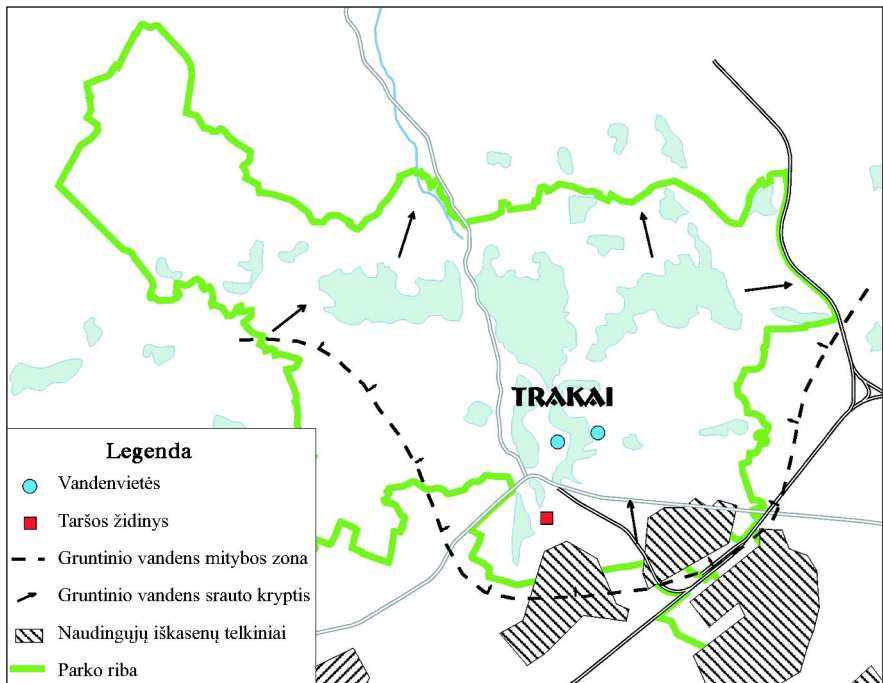 TRAKAI
Legenda
Vandenvietės
Taršos židinys
Gruntinio vandens mitybos zona
Gruntinio vandens srauto kryptis
Naudingųjų iškasenų telkiniai
Parko riba